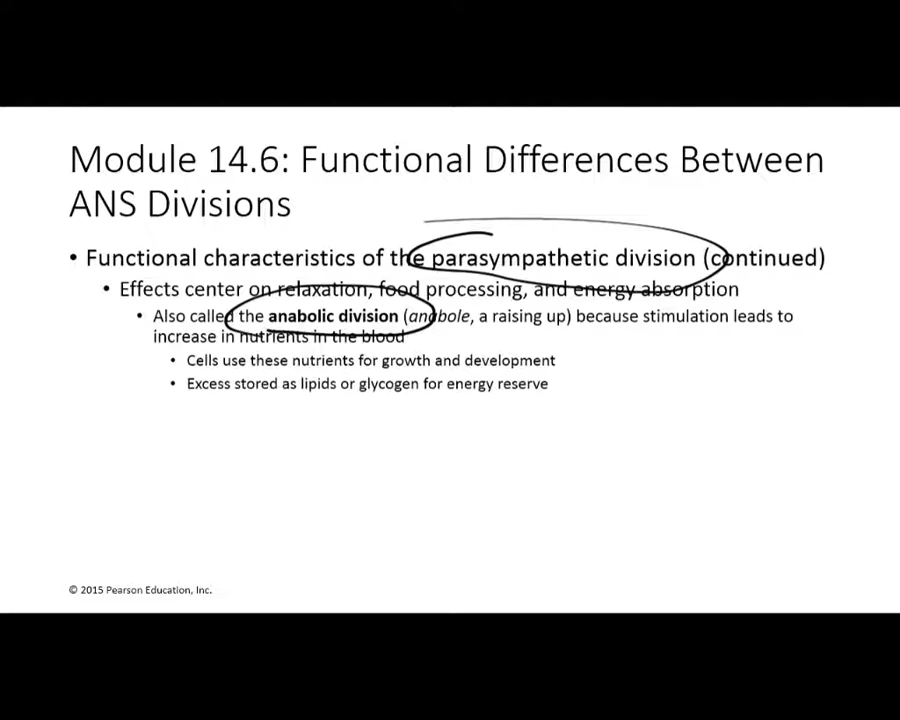 Module 14.6: Functional Differences Between
ANS Divisions
• Functional characteristics of the parasympathetic division (continued)
• Effects center on relaxation, food processing, and energy absorption
• Also called the anabolic division (anabole, a raising up) because stimulation leads to
increase in nutrients in the blood
• Cells use these nutrients for growth and development
• Excess stored as lipids or glycogen for energy reserve
© 2015 Pearson Education, Inc.